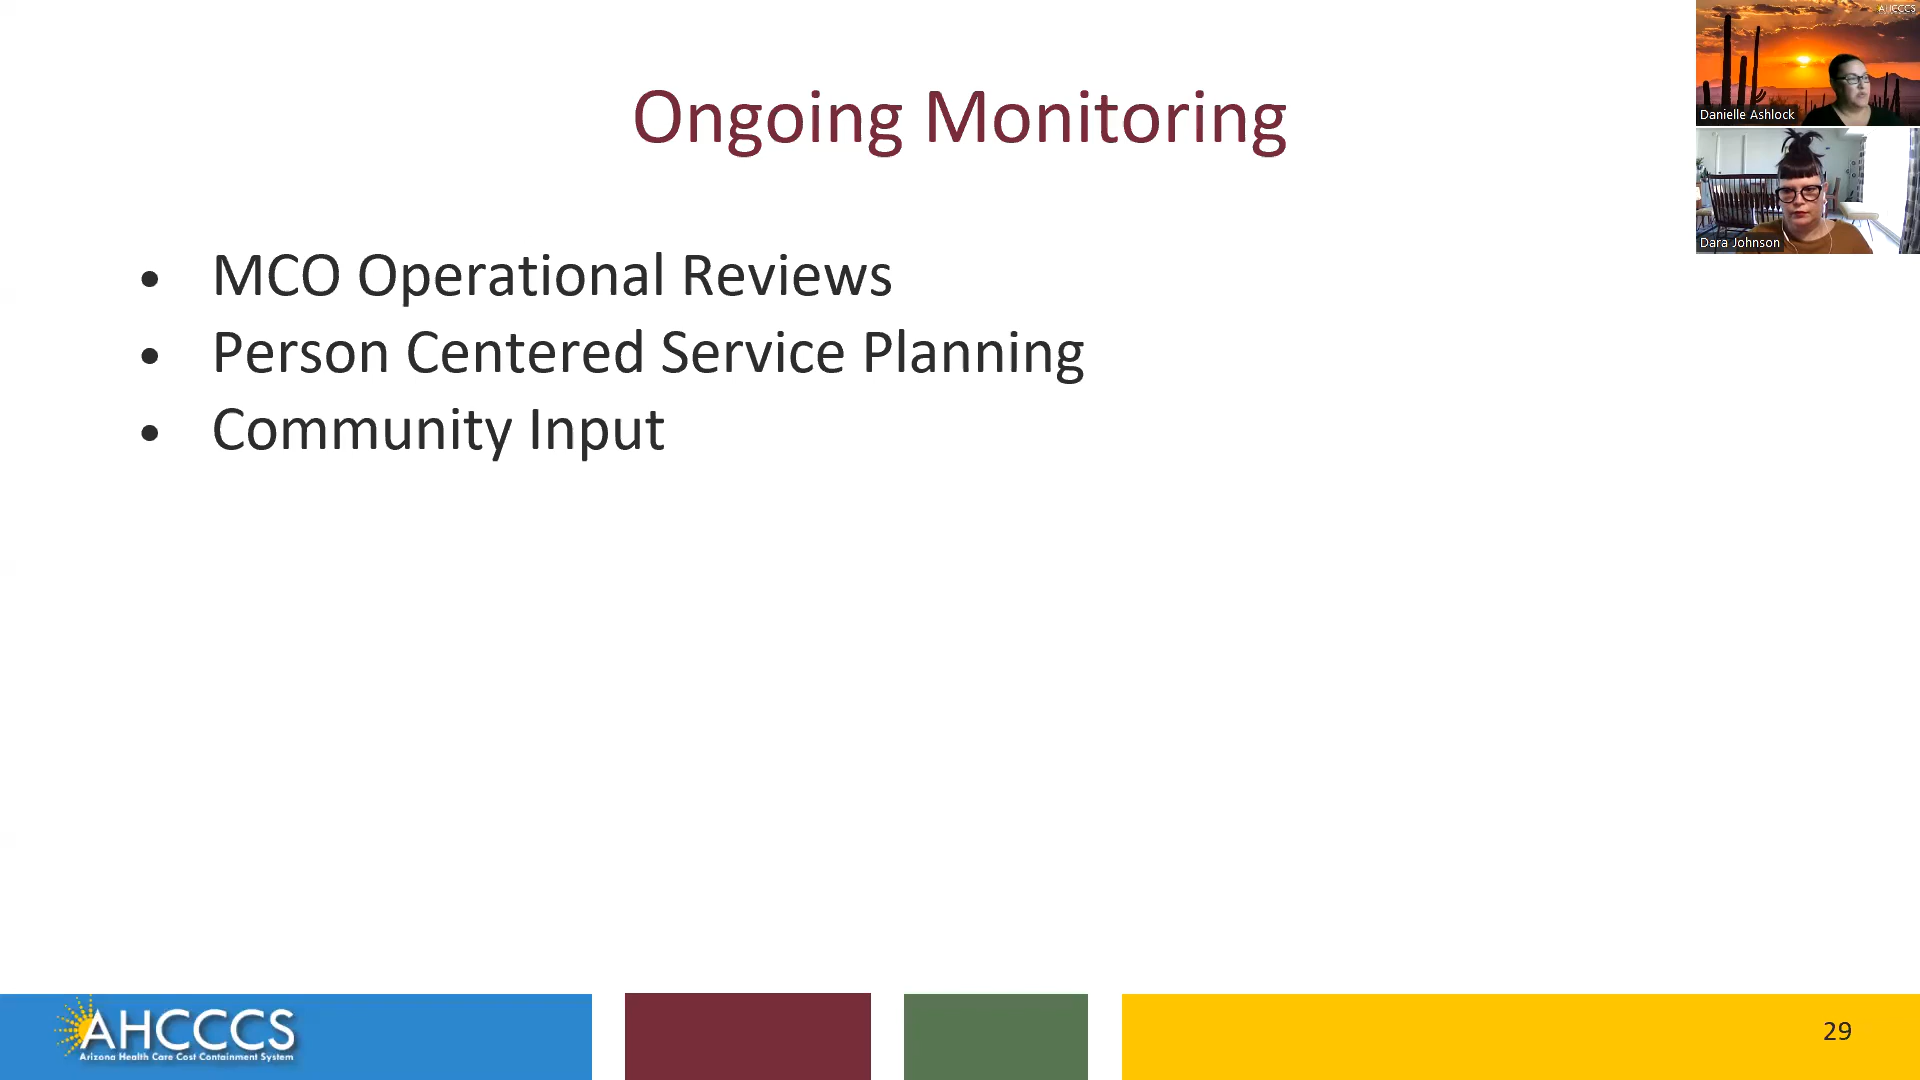 Ongoing Monitoring
• MCO Operational Reviews
• Person Centered Service Planning
• Community Input
AHCCCS
Danielle Ashlock
Dara Johnson
AHCCCS
Arizona Health Care Cost Containment System
29